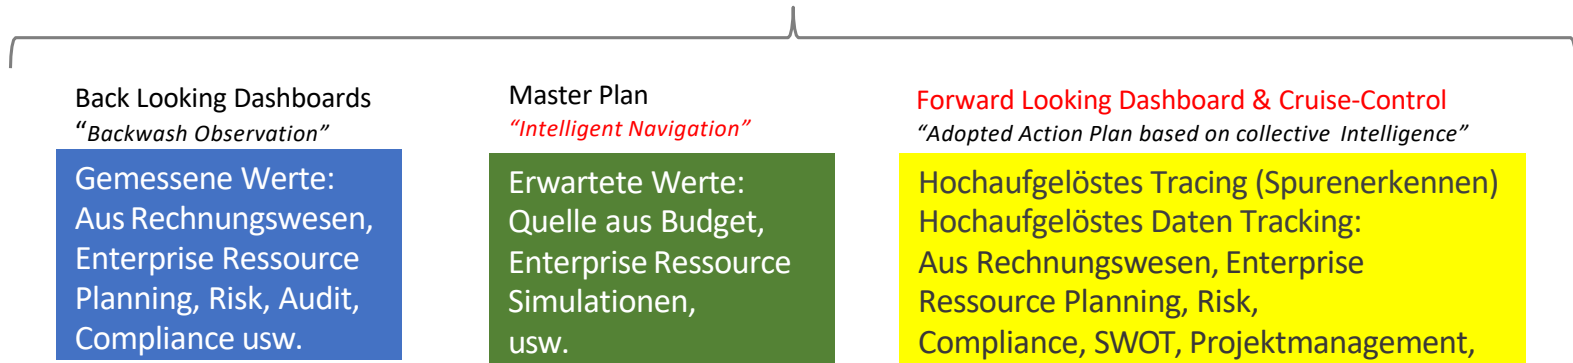 Back Looking Dashboards
“Backwash Observation”
Gemessene Werte:
Aus Rechnungswesen,
Enterprise Ressource
Planning, Risk, Audit,
Compliance usw.
Master Plan
“Intelligent Navigation”
Erwartete Werte:
Quelle aus Budget,
Enterprise Ressource
Simulationen,
usw.
Forward Looking Dashboard & Cruise-Control
“Adopted Action Plan based on collective Intelligence”
Hochaufgelöstes Tracing (Spurenerkennen)
Hochaufgelöstes Daten Tracking:
Aus Rechnungswesen, Enterprise
Ressource Planning, Risk,
Compliance, SWOT, Projektmanagement,